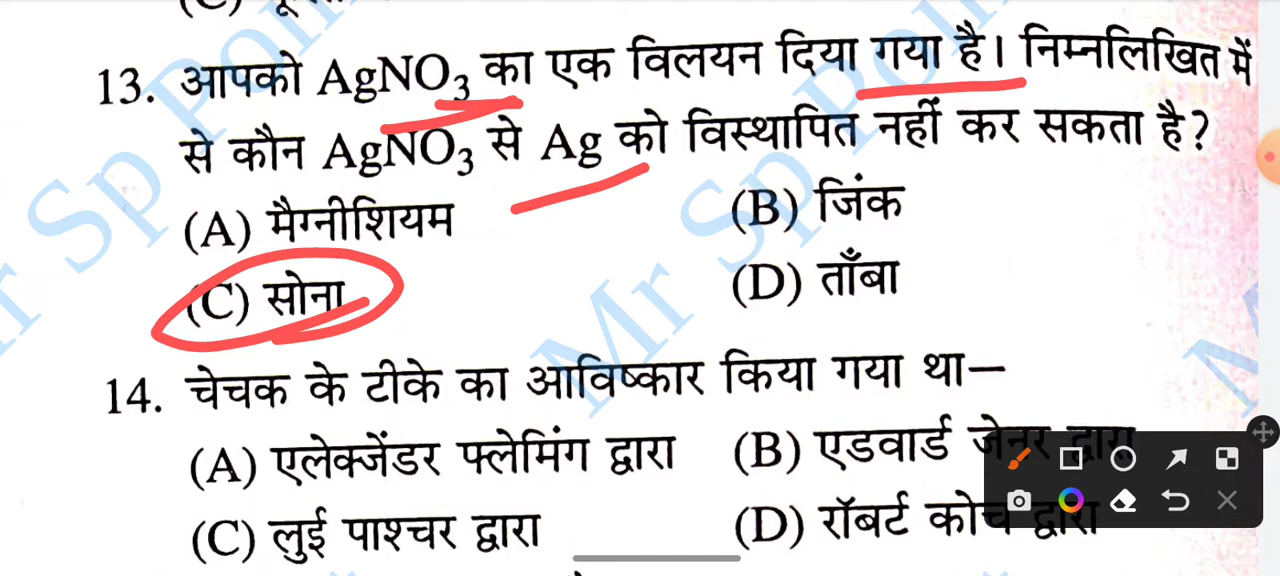 13. आपको AgNO3 का एक विलयन दिया गया है। निम्नलिखित में
से कौन AgNO3 से Ag को विस्थापित नहीं कर सकता है?
(A) मैग्नीशियम (B) जिंक
(C) सोना (D) ताँबा
14. चेचक के टीके का आविष्कार किया गया था—
(A) एलेक्जेंडर फ्लेमिंग द्वारा (B) एडवार्ड जेनर द्वारा
(C) लुई पाश्चर द्वारा (D) रॉबर्ट कोच द्वारा